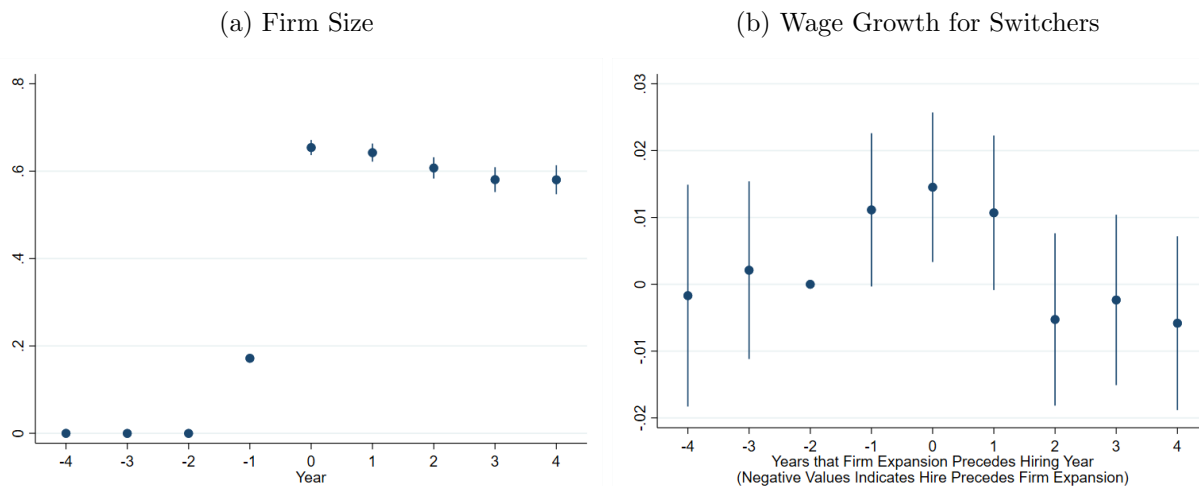 (a) Firm Size
.8
.6
.4
.2
0
-4 -3 -2 -1 0 1 2 3 4
Year
(b) Wage Growth for Switchers
.03
.02
.01
0
-.01
-.02
-4 -3 -2 -1 0 1 2 3 4
Years that Firm Expansion Precedes Hiring Year
(Negative Values Indicates Hire Precedes Firm Expansion)